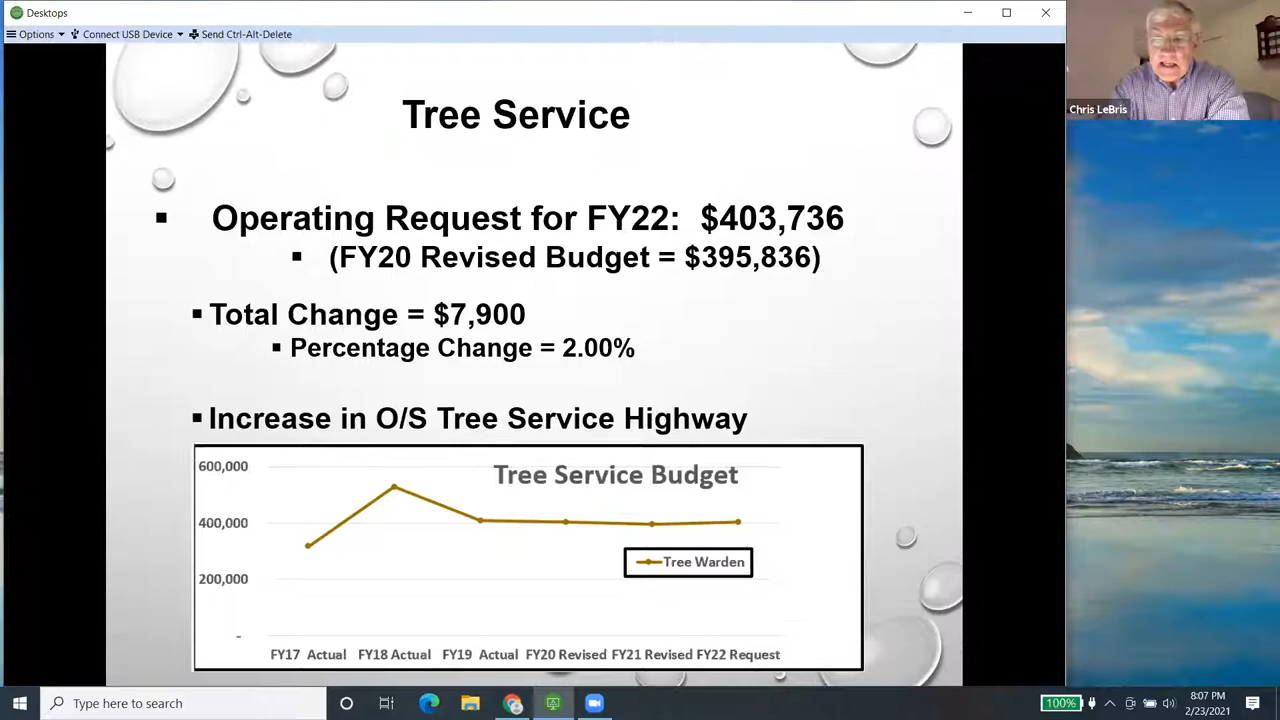 Desktops
Options Connect USB Device Send Ctrl-Alt-Delete
Chris LeBris
Tree Service
▪ Operating Request for FY22: $403,736
▪ (FY20 Revised Budget = $395,836)
▪ Total Change = $7,900
▪ Percentage Change = 2.00%
▪ Increase in O/S Tree Service Highway
Tree Service Budget
600,000
400,000
200,000
-
Tree Warden
FY17 Actual FY18 Actual FY19 Actual FY20 Revised FY21 Revised FY22 Request
Type here to search
100%
8:07 PM
2/23/2021